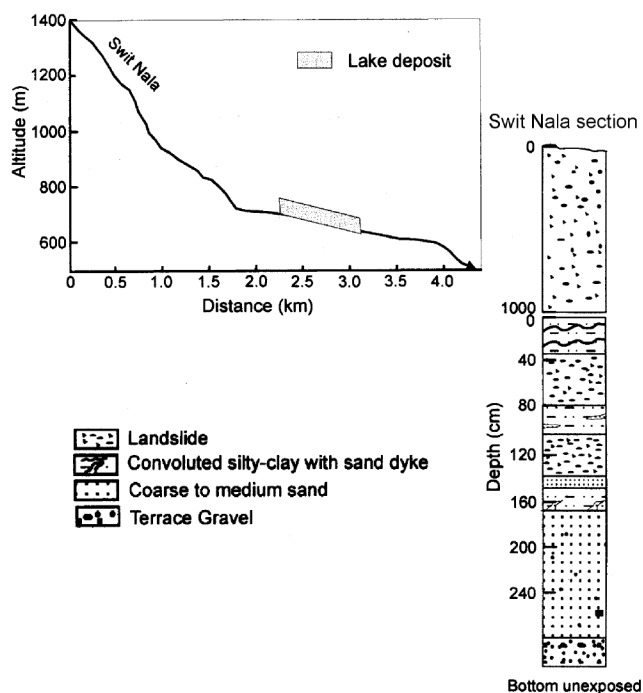 1400
1200
1000
800
600
Altitude (m)
Swit Nala
Lake deposit
0
0.5
1.0
1.5
2.0
2.5
3.0
3.5
4.0
Distance (km)
Swit Nala section
0
1000
0
40
80
120
160
200
240
Depth (cm)
Bottom unexposed
Landslide
Convoluted silty-clay with sand dyke
Coarse to medium sand
Terrace Gravel